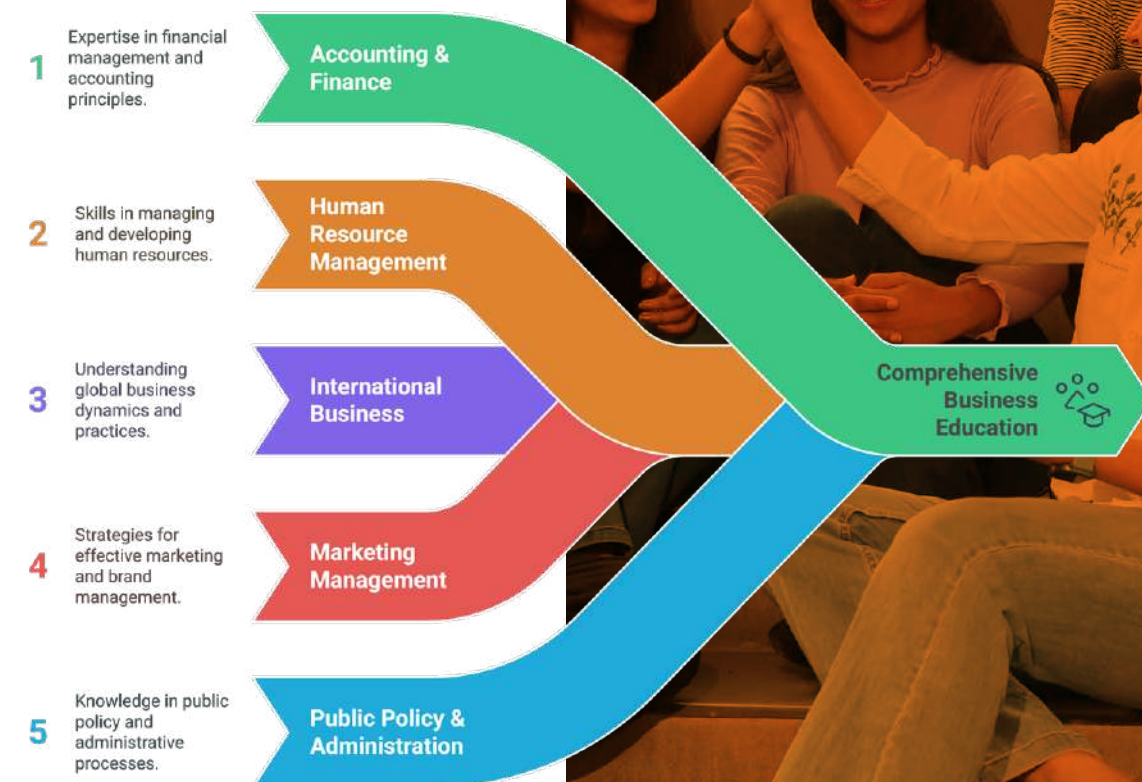 1
Expertise in financial
management and
accounting
principles.
Accounting &
Finance
2
Skills in managing
and developing
human resources.
Human
Resource
Management
3
Understanding
global business
dynamics and
practices.
International
Business
Comprehensive
Business
Education
4
Strategies for
effective marketing
and brand
management.
Marketing
Management
5
Knowledge in public
policy and
administrative
processes.
Public Policy &
Administration